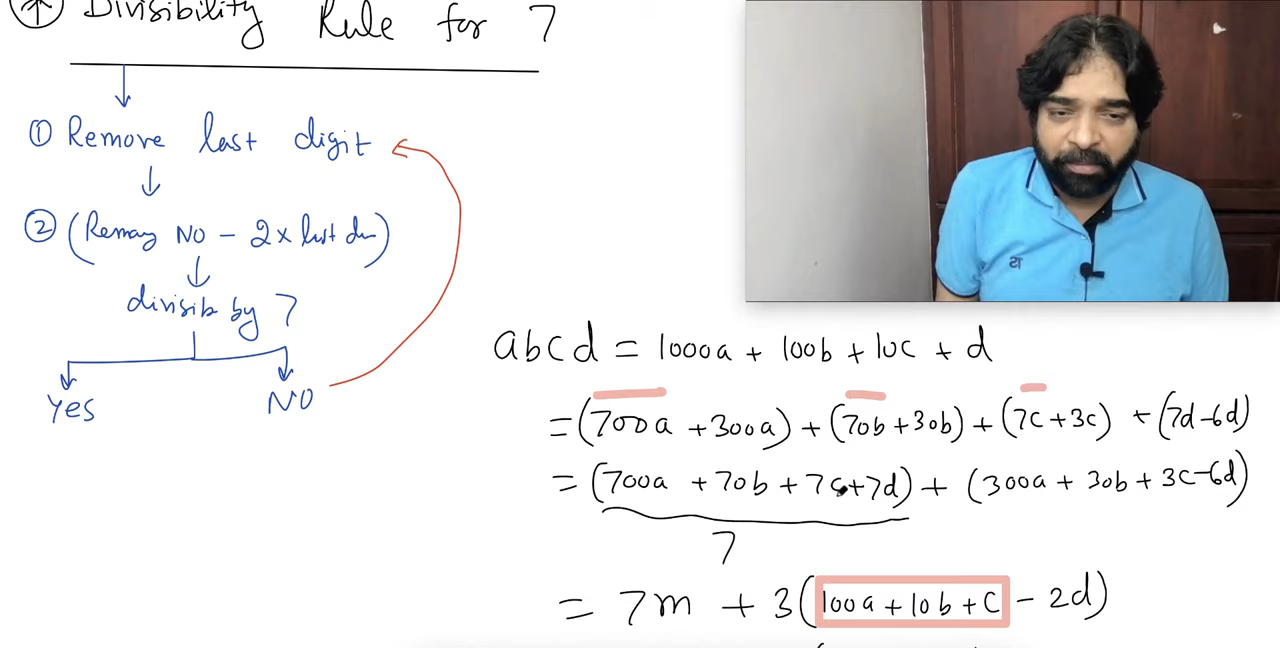 Divisibility Rule for 7
① Remove last digit
② (Remaing NO - 2 x last
divisib by 7
Yes NO
टा
abcd = 1000a + 100b + 10c + d
= (700a + 300a) + (70b + 30b) + (7c + 3c) + (7d - 6d)
= (700a + 70b + 7c + 7d) + (300a + 30b + 3c - 6d)
7
= 7m + 3(100a + 10b + c - 2d)